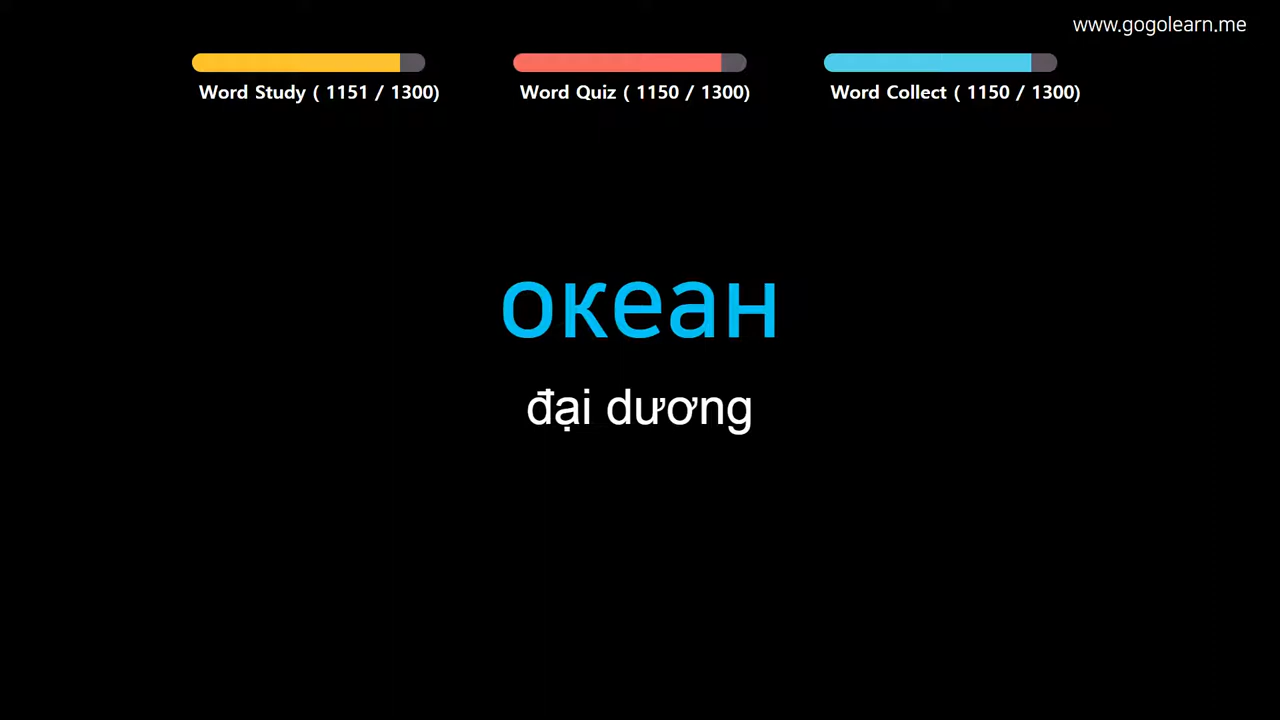 www.gogolearn.me
Word Study ( 1151 / 1300)
Word Quiz ( 1150 / 1300)
Word Collect ( 1150 / 1300)
океан
đại dương